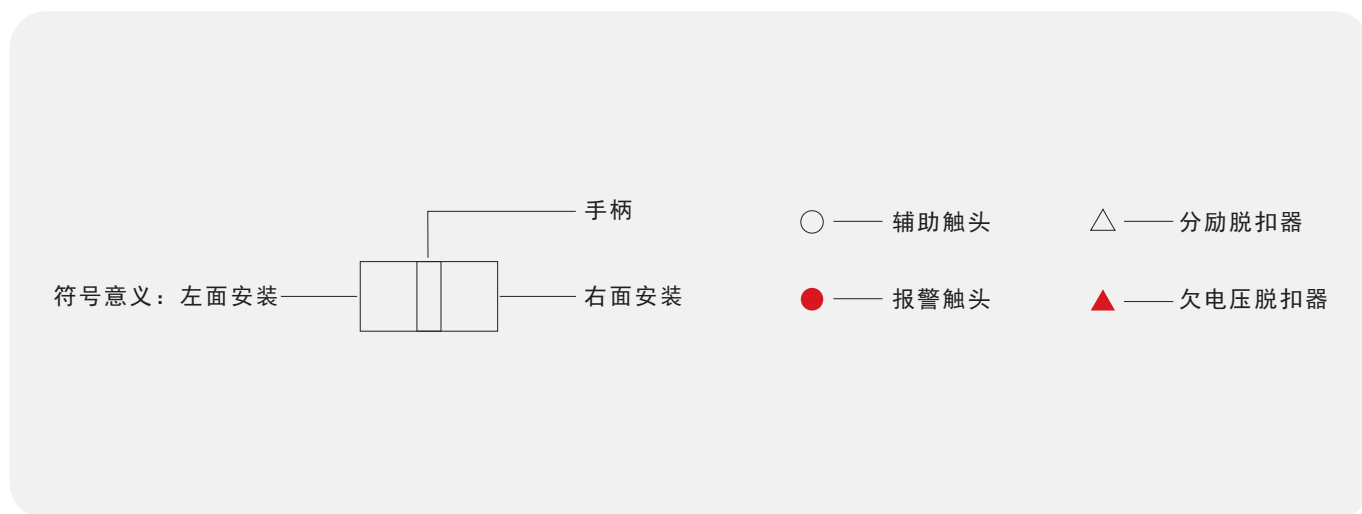 手柄
符号意义：左面安装
右面安装
辅助触头
分励脱扣器
报警触头
欠电压脱扣器